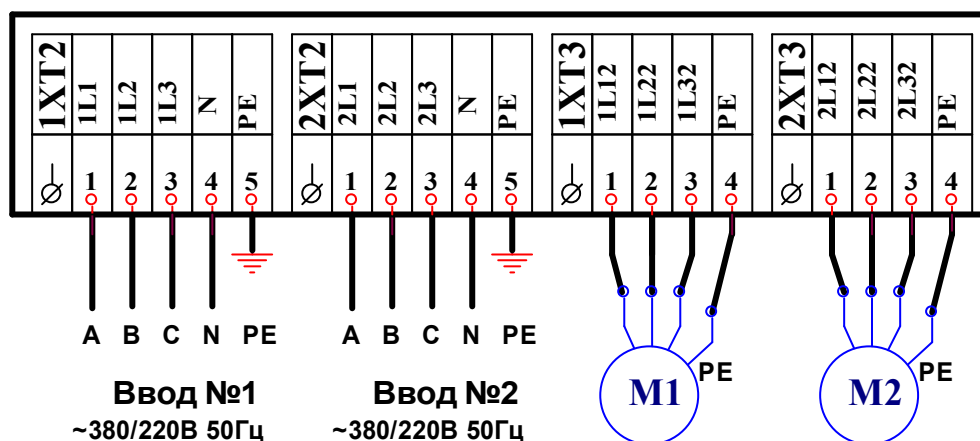 1XT2 1L1 1L2 1L3 N PE 2XT2 2L1 2L2 2L3 N PE 1XT3 1L12 1L22 1L32 PE 2XT3 2L12 2L22 2L32 PE
1 2 3 4 5 1 2 3 4 5 1 2 3 4 1 2 3 4
A B C N PE A B C N PE
PE PE
M1 M2
Ввод №1 Ввод №2
~380/220В 50Гц ~380/220В 50Гц